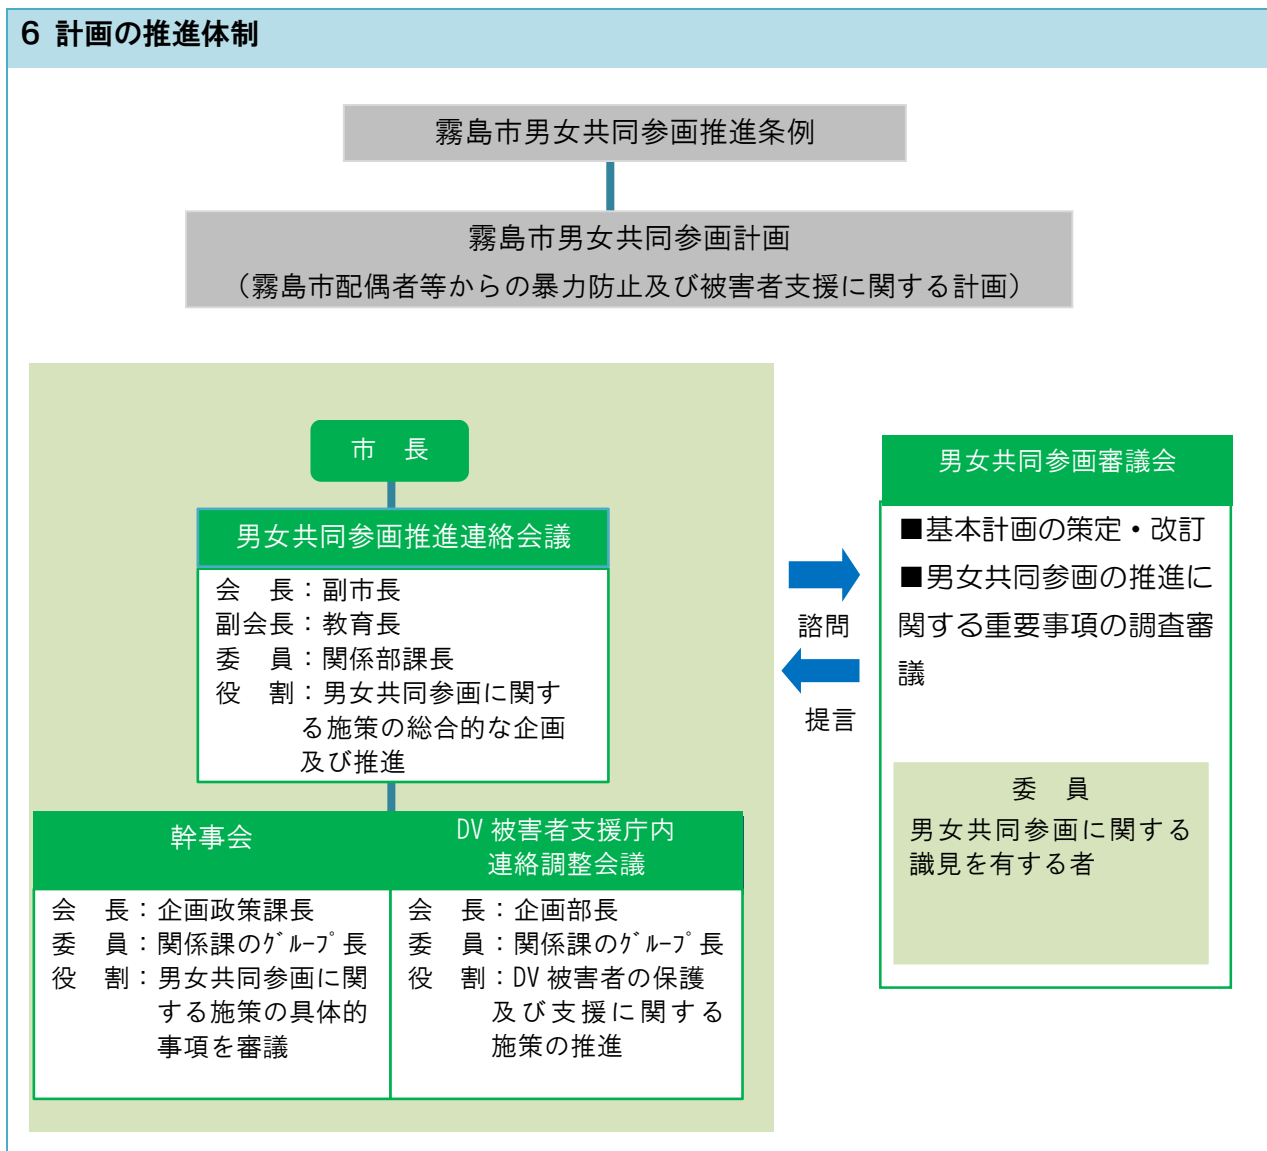 6 計画の推進体制
霧島市男女共同参画推進条例
霧島市男女共同参画計画
（霧島市配偶者等からの暴力防止及び被害者支援に関する計画）
市　長
男女共同参画推進連絡会議
会　長：副市長
副会長：教育長
委　員：関係部課長
役　割：男女共同参画に関す
る施策の総合的な企画
及び推進
幹事会
会　長：企画政策課長
委　員：関係課のｸﾞﾙｰﾌﾟ長
役　割：男女共同参画に関
する施策の具体的
事項を審議
DV 被害者支援庁内
連絡調整会議
会　長：企画部長
委　員：関係課のｸﾞﾙｰﾌﾟ長
役　割：DV 被害者の保護
及び支援に関する
施策の推進
諮問
提言
男女共同参画審議会
■基本計画の策定・改訂
■男女共同参画の推進に
関する重要事項の調査審
議
委　員
男女共同参画に関する
識見を有する者